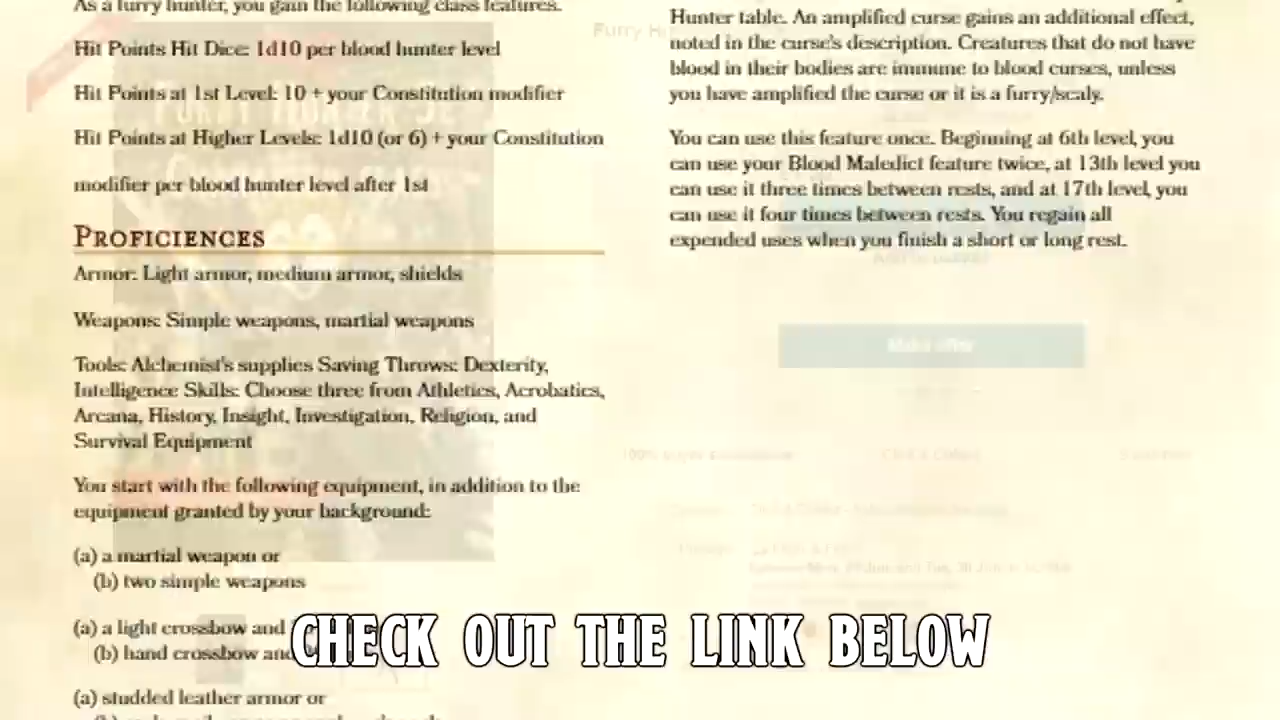 As a furry hunter, you gain the following class features.
Hit Points Hit Dice: 1d10 per blood hunter level
Hit Points at 1st Level: 10 + your Constitution modifier
Hit Points at Higher Levels: 1d10 (or 6) + your Constitution
modifier per blood hunter level after 1st
PROFICIENCES
Armor: Light armor, medium armor, shields
Weapons: Simple weapons, martial weapons
Tools: Alchemist's supplies Saving Throws: Dexterity,
Intelligence Skills: Choose three from Athletics, Acrobatics,
Arcana, History, Insight, Investigation, Religion, and
Survival Equipment
You start with the following equipment, in addition to the
equipment granted by your background:
(a) a martial weapon or
(b) two simple weapons
(a) a light crossbow and
(b) hand crossbow and
(a) studded leather armor or
Hunter table. An amplified curse gains an additional effect,
noted in the curse's description. Creatures that do not have
blood in their bodies are immune to blood curses, unless
you have amplified the curse or it is a furry/scaly.
You can use this feature once. Beginning at 6th level, you
can use your Blood Maledict feature twice, at 13th level you
can use it three times between rests, and at 17th level, you
can use it four times between rests. You regain all
expended uses when you finish a short or long rest.
Make offer
FURRY HUNTER 5E
CHECK OUT THE LINK BELOW